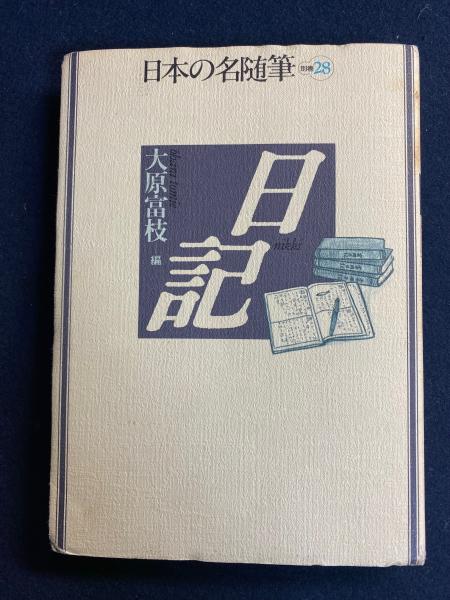 日本の名随筆 別巻28
日記
nikki
大原富枝 編
ōhara tomie